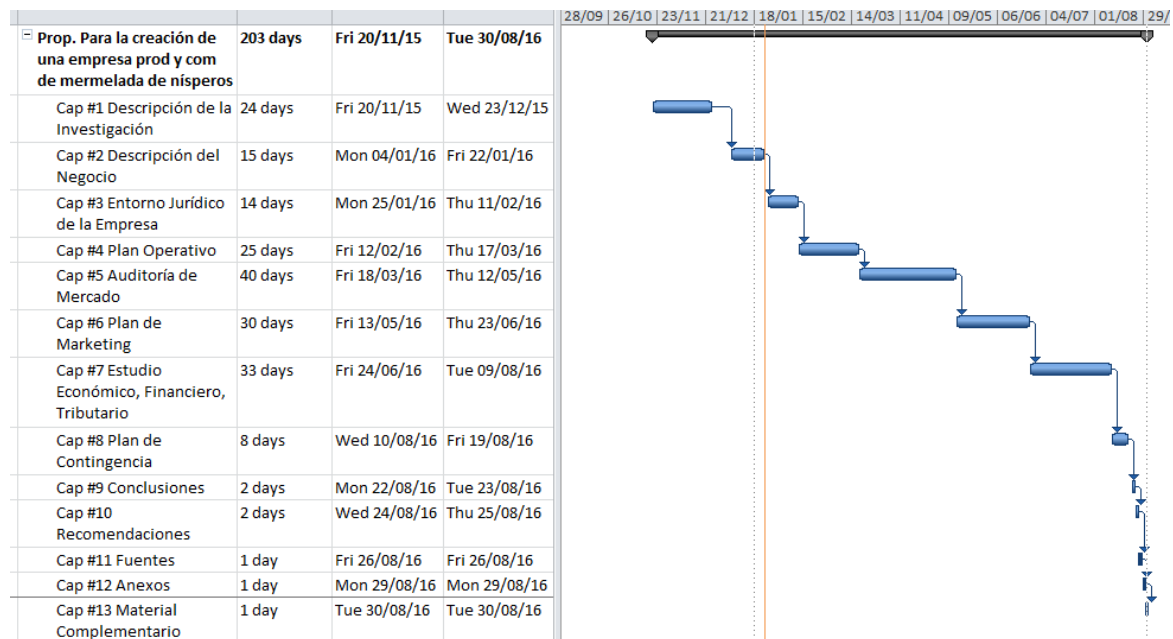 28/09 26/10 23/11 21/12 18/01 15/02 14/03 11/04 09/05 06/06 04/07 01/08 29/
Prop. Para la creación de 203 days Fri 20/11/15 Tue 30/08/16
una empresa prod y com
de mermelada de nísperos
Cap #1 Descripción de la 24 days Fri 20/11/15 Wed 23/12/15
Investigación
Cap #2 Descripción del 15 days Mon 04/01/16 Fri 22/01/16
Negocio
Cap #3 Entorno Jurídico 14 days Mon 25/01/16 Thu 11/02/16
de la Empresa
Cap #4 Plan Operativo 25 days Fri 12/02/16 Thu 17/03/16
Cap #5 Auditoría de 40 days Fri 18/03/16 Thu 12/05/16
Mercado
Cap #6 Plan de 30 days Fri 13/05/16 Thu 23/06/16
Marketing
Cap #7 Estudio 33 days Fri 24/06/16 Tue 09/08/16
Económico, Financiero,
Tributario
Cap #8 Plan de 8 days Wed 10/08/16 Fri 19/08/16
Contingencia
Cap #9 Conclusiones 2 days Mon 22/08/16 Tue 23/08/16
Cap #10 2 days Wed 24/08/16 Thu 25/08/16
Recomendaciones
Cap #11 Fuentes 1 day Fri 26/08/16 Fri 26/08/16
Cap #12 Anexos 1 day Mon 29/08/16 Mon 29/08/16
Cap #13 Material 1 day Tue 30/08/16 Tue 30/08/16
Complementario